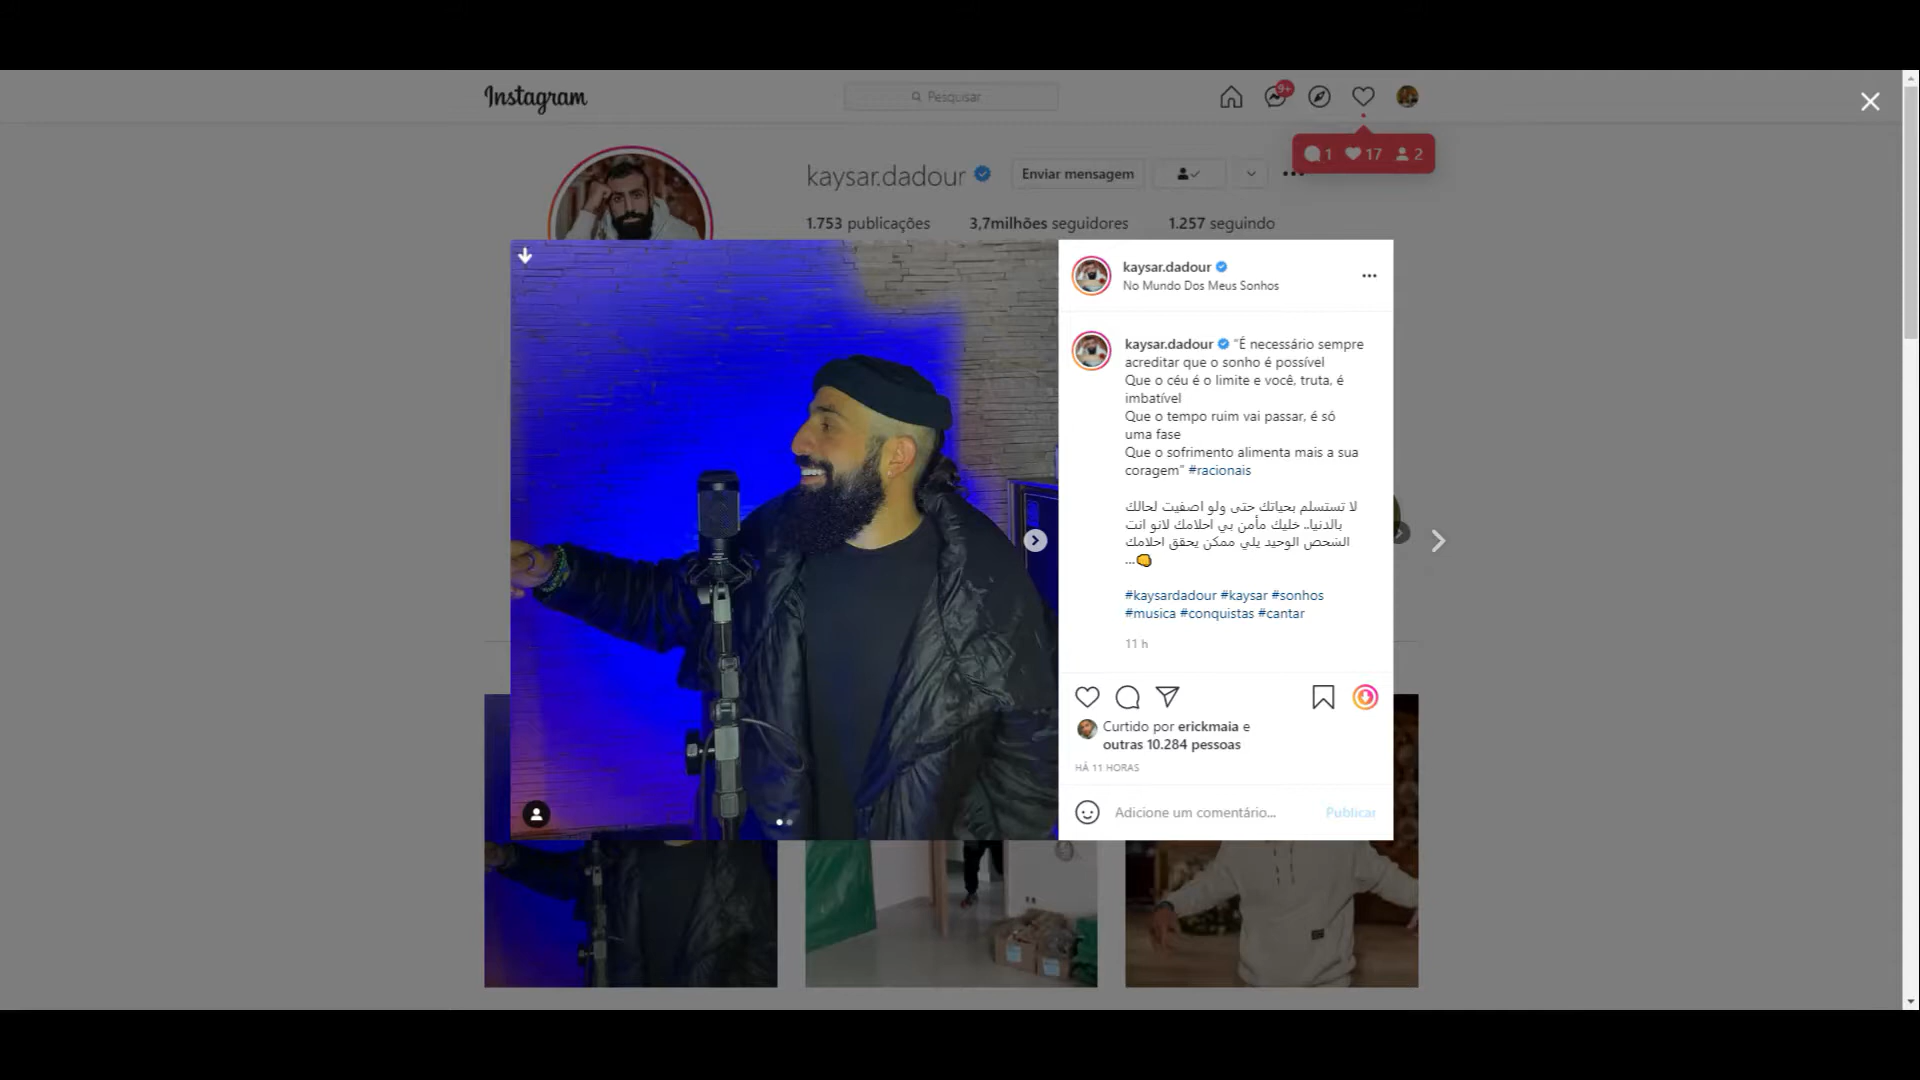 Instagram
Pesquisar
9+
1 17 2
kaysar.dadour
Enviar mensagem
1.753 publicações 3,7milhões seguidores 1.257 seguindo
kaysar.dadour
No Mundo Dos Meus Sonhos
kaysar.dadour "É necessário sempre
acreditar que o sonho é possível
Que o céu é o limite e você, truta, é
imbatível
Que o tempo ruim vai passar, é só
uma fase
Que o sofrimento alimenta mais a sua
coragem" #racionais
لا تستسلم بحياتك حتى ولو اصفيت لحالك
بالدنيا.. خليك مأمن بي احلامك لانو انت
الشخص الوحيد يلي ممكن يحقق احلامك
...
#kaysardadour #kaysar #sonhos
#musica #conquistas #cantar
11 h
Curtido por erickmaia e
outras 10.284 pessoas
HÁ 11 HORAS
Adicione um comentário... Publicar